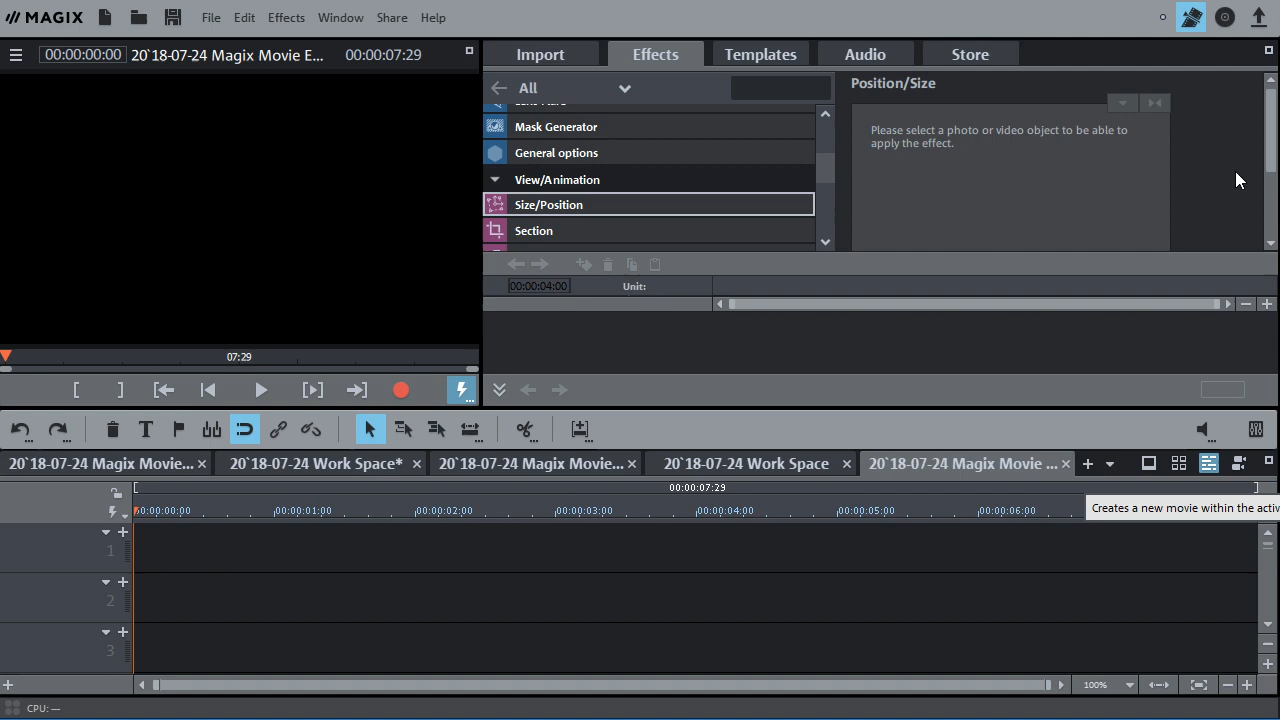 MAGIX File Edit Effects Window Share Help
00:00:00:00 20`18-07-24 Magix Movie E... 00:00:07:29
Import Effects Templates Audio Store
All
Position/Size
Mask Generator
Please select a photo or video object to be able to
apply the effect.
General options
View/Animation
Size/Position
Section
00:00:04:00 Unit:
07:29
20`18-07-24 Magix Movie... 20`18-07-24 Work Space* 20`18-07-24 Magix Movie... 20`18-07-24 Work Space 20`18-07-24 Magix Movie ...
00:00:07:29
00:00:00:00 00:00:01:00 00:00:02:00 00:00:03:00 00:00:04:00 00:00:05:00 00:00:06:00
Creates a new movie within the activ
1
2
3
100%
CPU: —